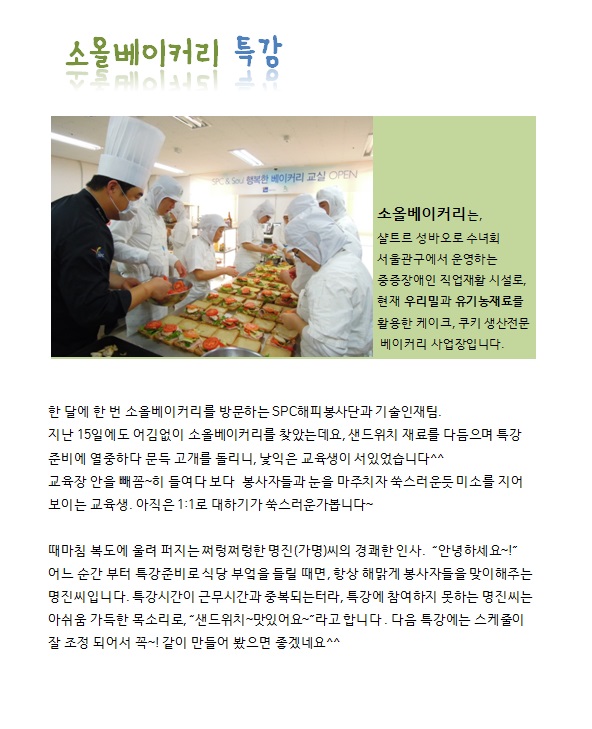 소올베이커리 특강
SPC & Soul 행복한 베이커리 교실 OPEN
소올베이커리는,
샬트르 성바오로 수녀회
서울관구에서 운영하는
중증장애인 직업재활 시설로,
현재 우리밀과 유기농재료를
활용한 케이크, 쿠키 생산전문
베이커리 사업장입니다.
한 달에 한 번 소올베이커리를 방문하는 SPC해피봉사단과 기술인재팀.
지난 15일에도 어김없이 소올베이커리를 찾았는데요, 샌드위치 재료를 다듬으며 특강
준비에 열중하다 문득 고개를 돌리니, 낯익은 교육생이 서있었습니다^^
교육장 안을 빼꼼~히 들여다 보다 봉사자들과 눈을 마주치자 쑥스러운듯 미소를 지어
보이는 교육생. 아직은 1:1로 대하기가 쑥스러운가봅니다~
때마침 복도에 울려 퍼지는 쩌렁쩌렁한 명진(가명)씨의 경쾌한 인사. “안녕하세요~!”
어느 순간 부터 특강준비로 식당 부엌을 들릴 때면, 항상 해맑게 봉사자들을 맞이해주는
명진씨입니다. 특강시간이 근무시간과 중복되는터라, 특강에 참여하지 못하는 명진씨는
아쉬움 가득한 목소리로, “샌드위치~맛있어요~”라고 합니다 . 다음 특강에는 스케줄이
잘 조정 되어서 꼭~! 같이 만들어 봤으면 좋겠네요^^